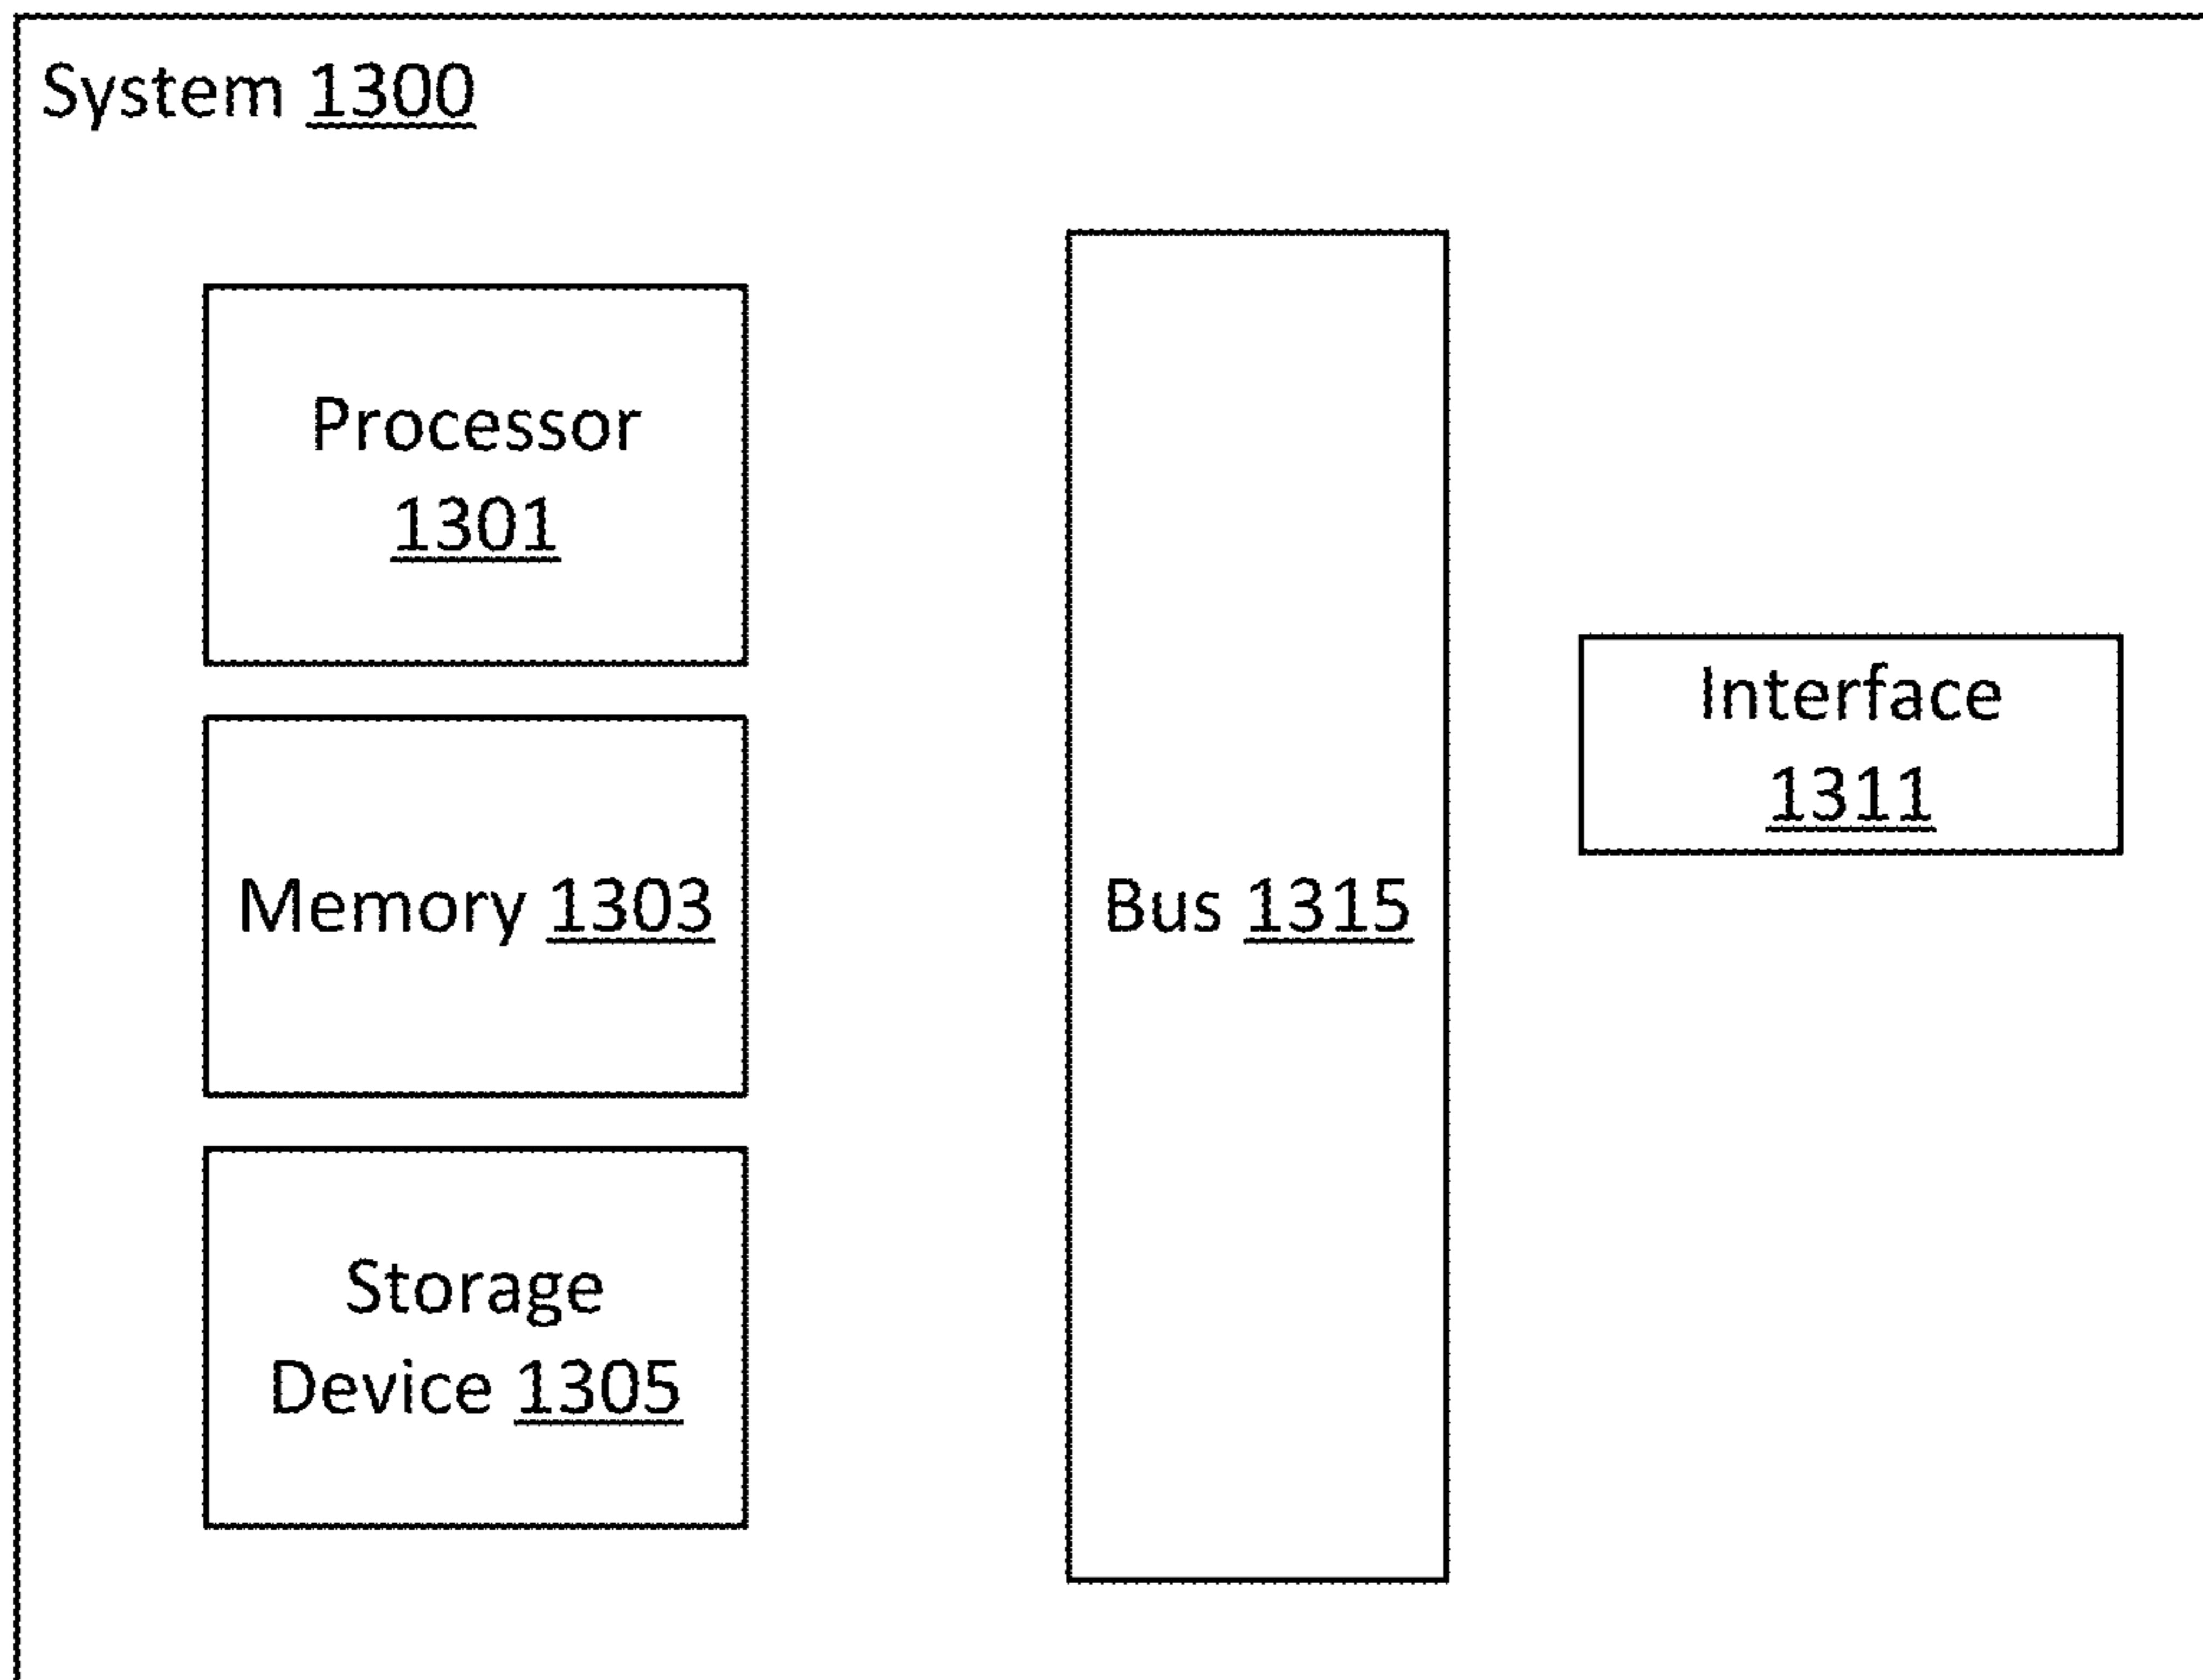 System 1300
Processor
1301
Memory 1303
Storage
Device 1305
Bus 1315
Interface
1311